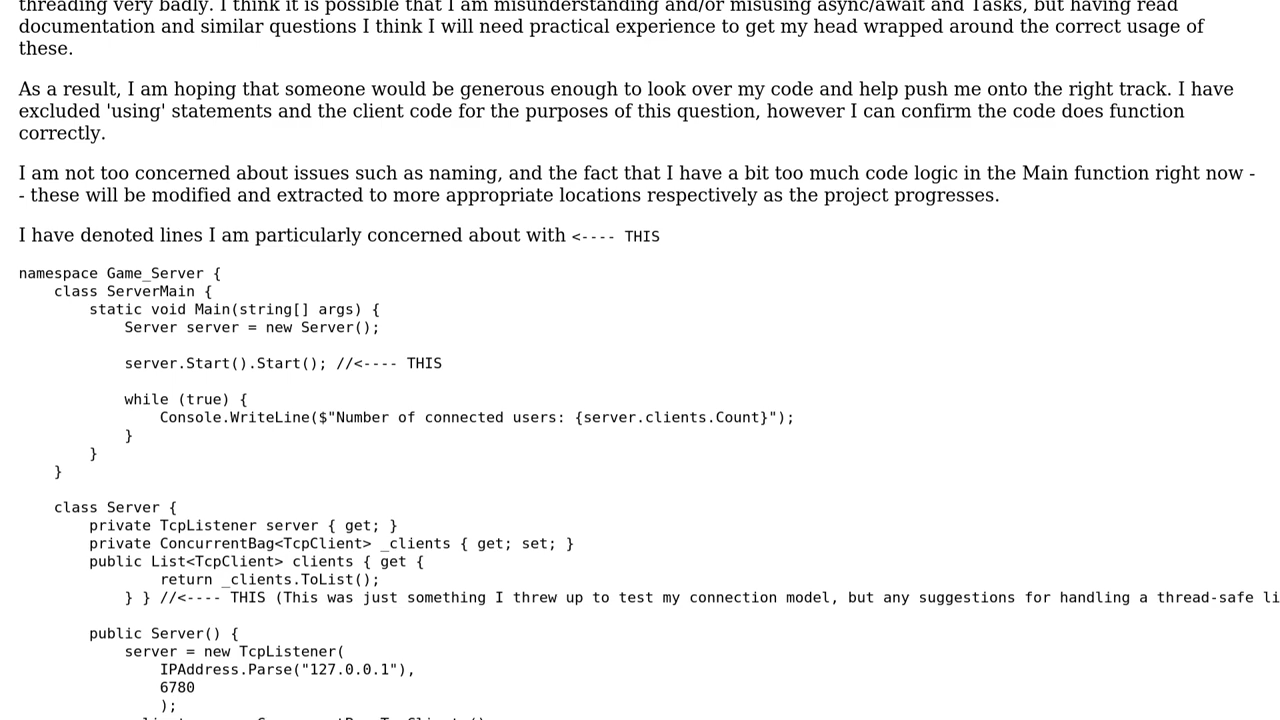 threading very badly. I think it is possible that I am misunderstanding and/or misusing async/await and Tasks, but having read
documentation and similar questions I think I will need practical experience to get my head wrapped around the correct usage of
these.
As a result, I am hoping that someone would be generous enough to look over my code and help push me onto the right track. I have
excluded 'using' statements and the client code for the purposes of this question, however I can confirm the code does function
correctly.
I am not too concerned about issues such as naming, and the fact that I have a bit too much code logic in the Main function right now -
- these will be modified and extracted to more appropriate locations respectively as the project progresses.
I have denoted lines I am particularly concerned about with <---- THIS
namespace Game_Server {
    class ServerMain {
        static void Main(string[] args) {
            Server server = new Server();
            server.Start().Start(); //<---- THIS
            while (true) {
                Console.WriteLine($"Number of connected users: {server.clients.Count}");
            }
        }
    }
    class Server {
        private TcpListener server { get; }
        private ConcurrentBag<TcpClient> _clients { get; set; }
        public List<TcpClient> clients { get {
                return _clients.ToList();
            } } //<---- THIS (This was just something I threw up to test my connection model, but any suggestions for handling a thread-safe li
        public Server() {
            server = new TcpListener(
                IPAddress.Parse("127.0.0.1"),
                6780
                );